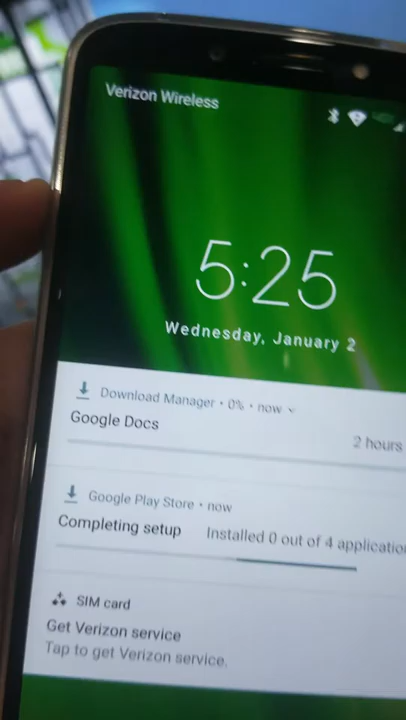 Verizon Wireless
5:25
Wednesday, January 2
Download Manager • 0% • now
Google Docs
2 hours
Google Play Store • now
Completing setup Installed 0 out of 4 applicatio
SIM card
Get Verizon service
Tap to get Verizon service.